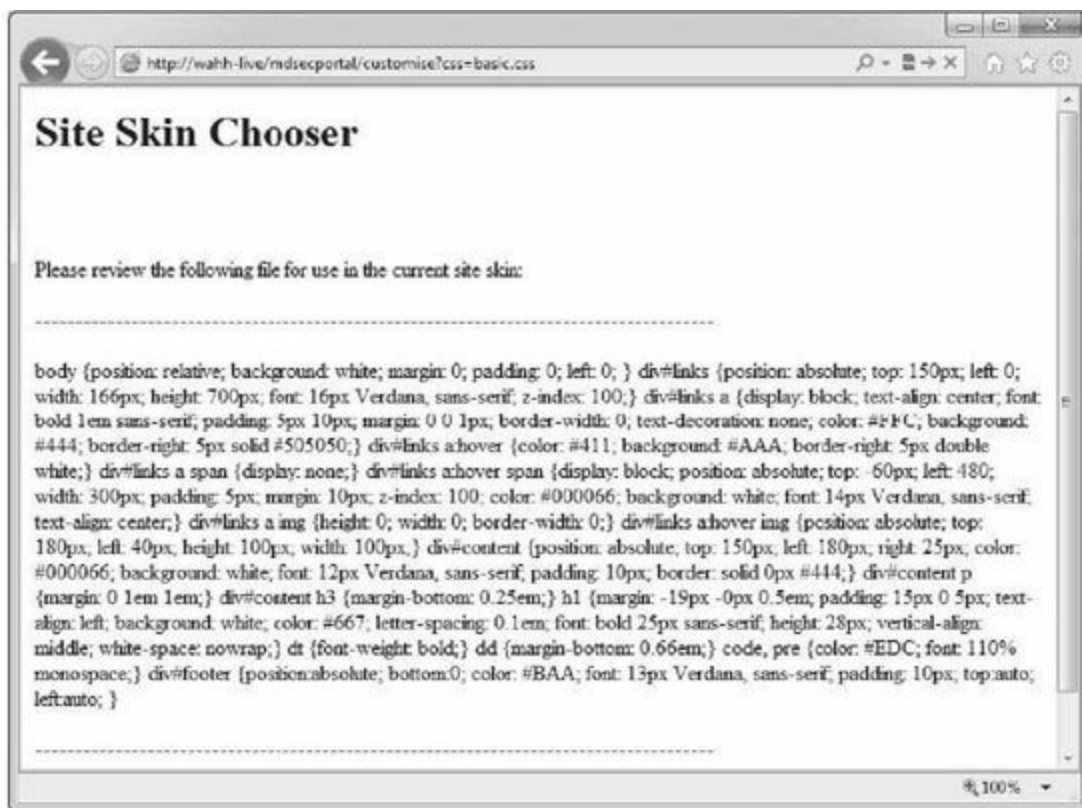 http://wahh-live/mdsecportal/customise?css=basic.css
Site Skin Chooser
Please review the following file for use in the current site skin:
--------------------------------------------------------------------------------
body {position: relative; background: white; margin: 0; padding: 0; left: 0; } div#links {position: absolute; top: 150px; left: 0;
width: 166px; height: 700px; font: 16px Verdana, sans-serif; z-index: 100;} div#links a {display: block; text-align: center; font:
bold 1em sans-serif; padding: 5px 10px; margin: 0 0 1px; border-width: 0; text-decoration: none; color: #FFC; background:
#444; border-right: 5px solid #505050;} div#links a:hover {color: #411; background: #AAA; border-right: 5px double
white;} div#links a span {display: none;} div#links a:hover span {display: block; position: absolute; top: -60px; left: 480;
width: 300px; padding: 5px; margin: 10px; z-index: 100; color: #000066; background: white; font: 14px Verdana, sans-serif;
text-align: center;} div#links a img {height: 0; width: 0; border-width: 0;} div#links a:hover img {position: absolute; top:
180px; left: 40px; height: 100px; width: 100px;} div#content {position: absolute; top: 150px; left: 180px; right: 25px; color:
#000066; background: white; font: 12px Verdana, sans-serif; padding: 10px; border: solid 0px #444;} div#content p
{margin: 0 1em 1em;} div#content h3 {margin-bottom: 0.25em;} h1 {margin: -19px -0px 0.5em; padding: 15px 0 5px; text-
align: left; background: white; color: #667; letter-spacing: 0.1em; font: bold 25px sans-serif; height: 28px; vertical-align:
middle; white-space: nowrap;} dt {font-weight: bold;} dd {margin-bottom: 0.66em;} code, pre {color: #EDC; font: 110%
monospace;} div#footer {position:absolute; bottom:0; color: #BAA; font: 13px Verdana, sans-serif; padding: 10px; top:auto;
left:auto; }
--------------------------------------------------------------------------------
100%